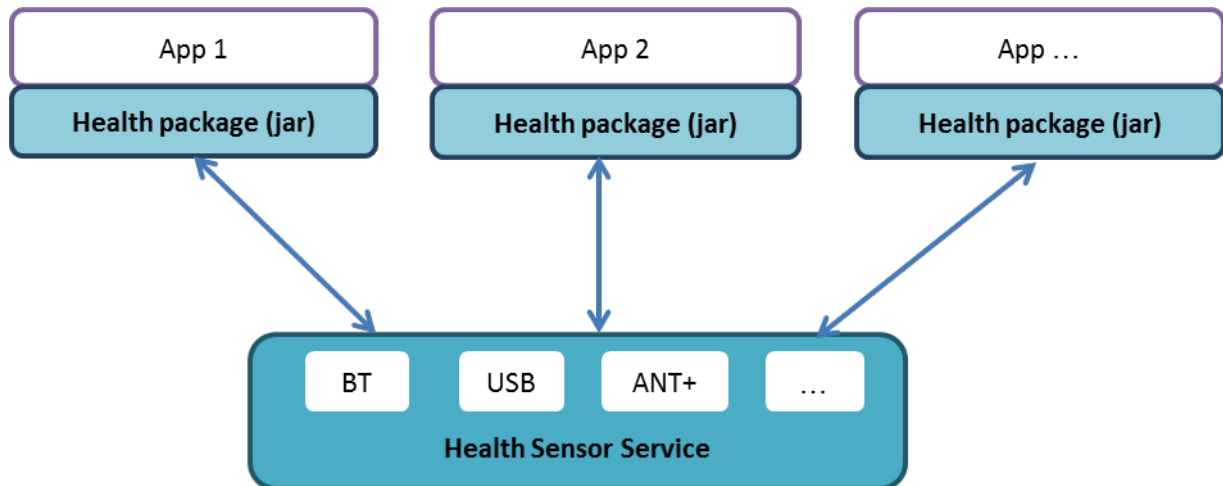 App 1
App 2
App …
Health package (jar)
Health package (jar)
Health package (jar)
BT
USB
ANT+
…
Health Sensor Service